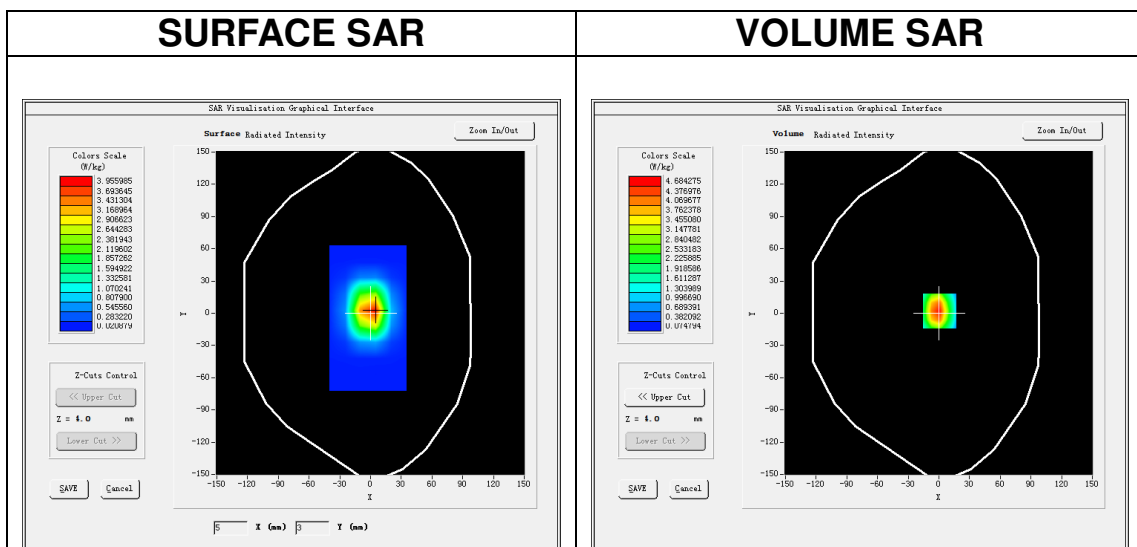 SURFACE SAR
VOLUME SAR
SAR Visualisation Graphical Interface
Surface Radiated Intensity
Zoom In/Out
Colors Scale
(W/kg)
3.955985
3.693645
3.431304
3.168964
2.906623
2.644283
2.381943
2.119602
1.857262
1.594922
1.332581
1.070241
0.807900
0.545560
0.283220
0.020879
Z-Cuts Control
<< Upper Cut
Z = 4.0 mm
Lower Cut >>
SAVE
Cancel
150
120
90
60
30
0
-30
-60
-90
-120
-150
Y
-150 -120 -90 -60 -30 0 30 60 90 120 150
X
5 X (mm) 3 Y (mm)
SAR Visualisation Graphical Interface
Volume Radiated Intensity
Zoom In/Out
Colors Scale
(W/kg)
4.684275
4.376976
4.069677
3.762378
3.455080
3.147781
2.840482
2.533183
2.225885
1.918586
1.611287
1.303989
0.996690
0.689391
0.382092
0.074794
Z-Cuts Control
<< Upper Cut
Z = 4.0 mm
Lower Cut >>
SAVE
Cancel
150
120
90
60
30
0
-30
-60
-90
-120
-150
Y
-150 -120 -90 -60 -30 0 30 60 90 120 150
X